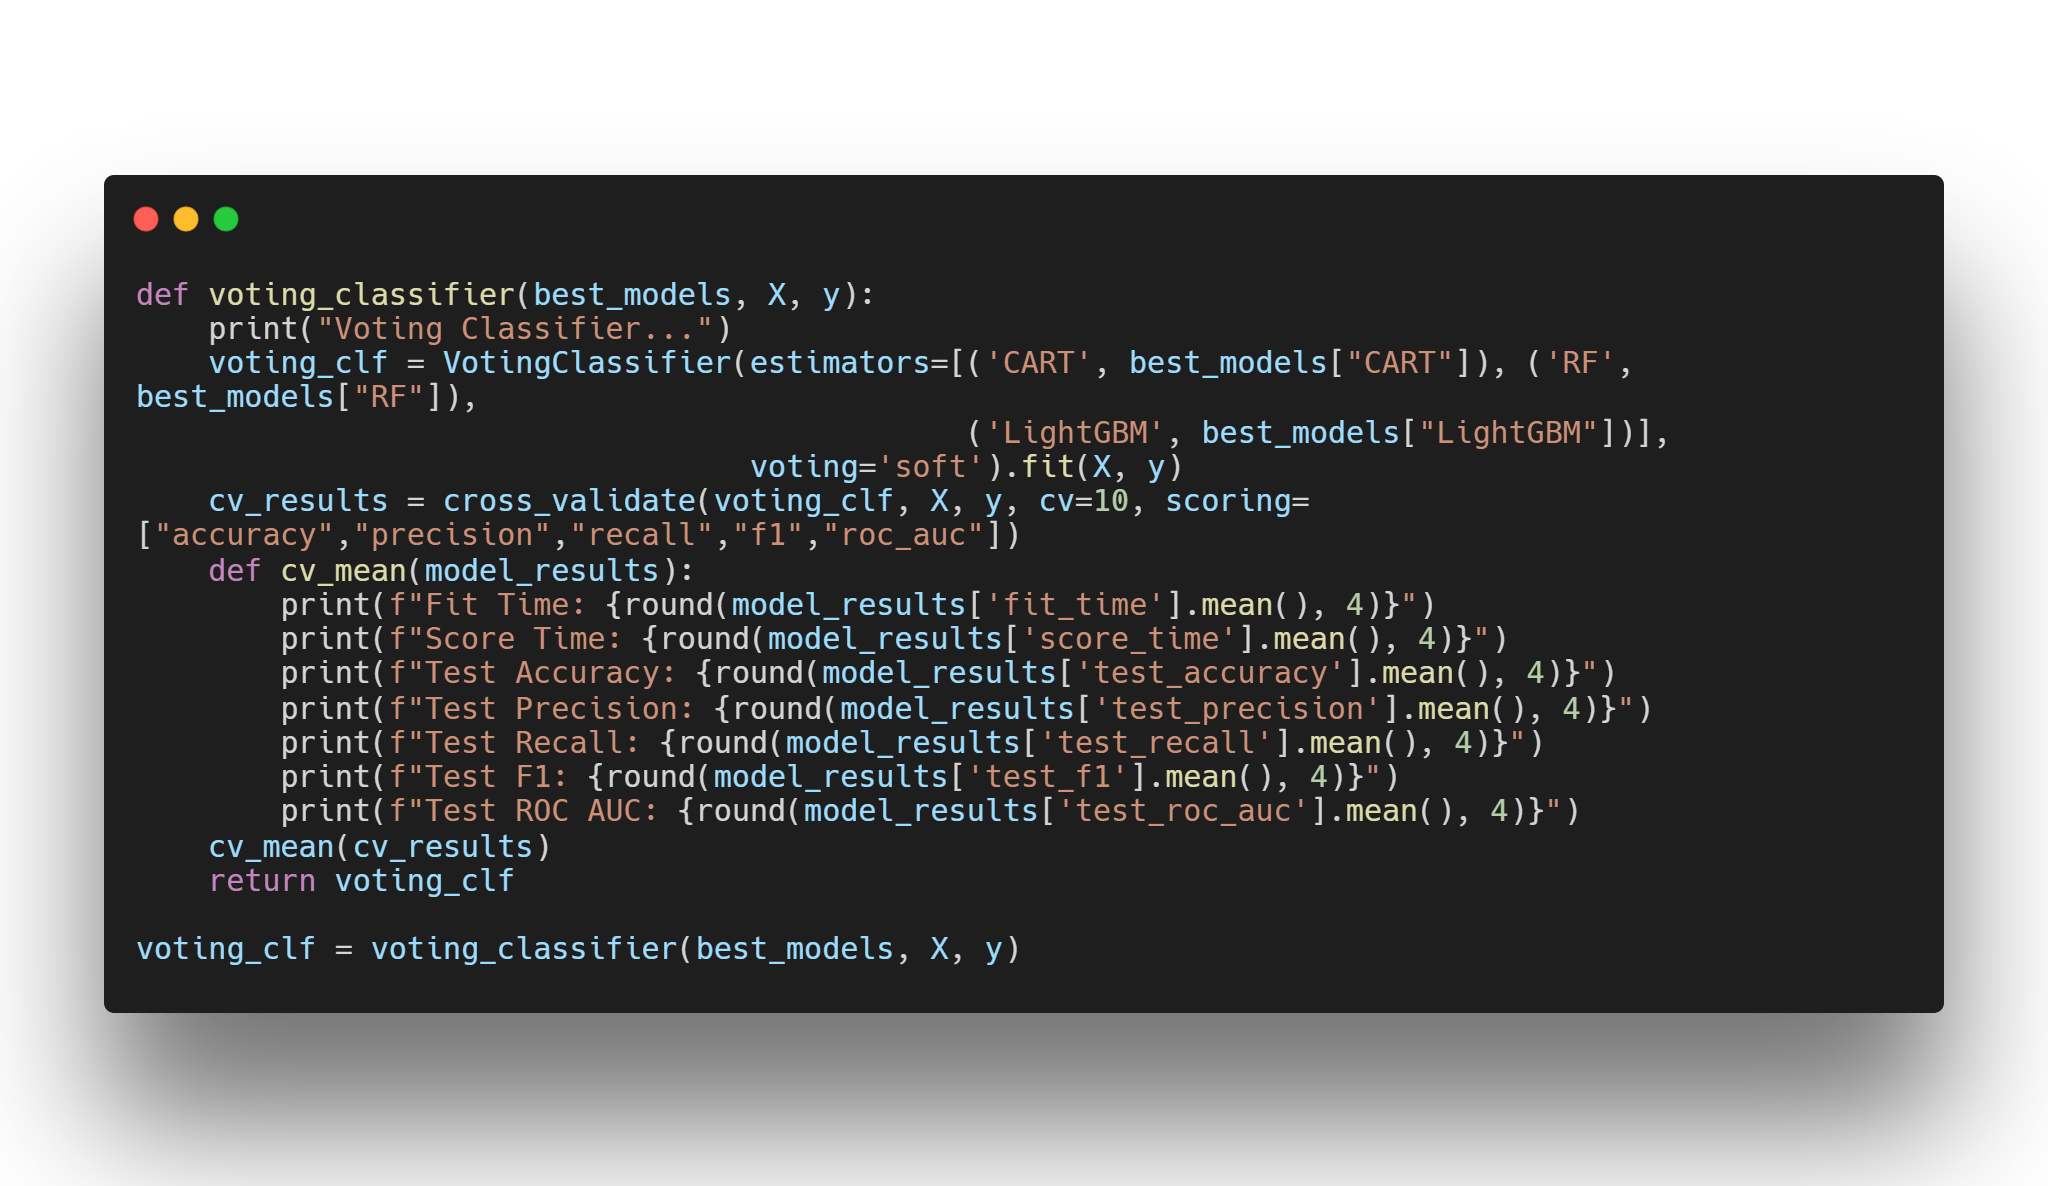 def voting_classifier(best_models, X, y):
    print("Voting Classifier...")
    voting_clf = VotingClassifier(estimators=[('CART', best_models["CART"]), ('RF',
best_models["RF"]),
                                              ('LightGBM', best_models["LightGBM"])],
                                  voting='soft').fit(X, y)
    cv_results = cross_validate(voting_clf, X, y, cv=10, scoring=
["accuracy","precision","recall","f1","roc_auc"])
    def cv_mean(model_results):
        print(f"Fit Time: {round(model_results['fit_time'].mean(), 4)}")
        print(f"Score Time: {round(model_results['score_time'].mean(), 4)}")
        print(f"Test Accuracy: {round(model_results['test_accuracy'].mean(), 4)}")
        print(f"Test Precision: {round(model_results['test_precision'].mean(), 4)}")
        print(f"Test Recall: {round(model_results['test_recall'].mean(), 4)}")
        print(f"Test F1: {round(model_results['test_f1'].mean(), 4)}")
        print(f"Test ROC AUC: {round(model_results['test_roc_auc'].mean(), 4)}")
    cv_mean(cv_results)
    return voting_clf

voting_clf = voting_classifier(best_models, X, y)